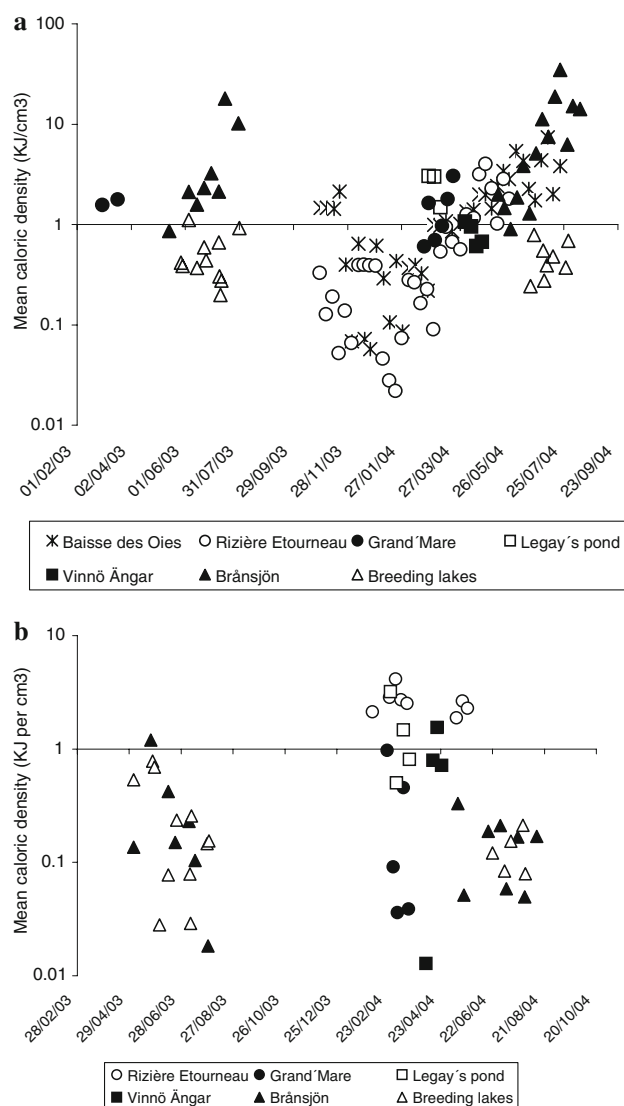 a
Mean caloric density (KJ/cm3)
100
10
1
0.1
0.01
01/02/03 02/04/03 01/06/03 31/07/03 29/09/03 28/11/03 27/01/04 27/03/04 26/05/04 25/07/04 23/09/04
Baisse des Oies Rizière Etourneau Grand´Mare Legay´s pond
Vinnö Ängar Brånsjön Breeding lakes
b
Mean caloric density (KJ per cm3)
10
1
0.1
0.01
28/02/03 29/04/03 28/06/03 27/08/03 26/10/03 25/12/03 23/02/04 23/04/04 22/06/04 21/08/04 20/10/04
Rizière Etourneau Grand´Mare Legay´s pond
Vinnö Ängar Brånsjön Breeding lakes